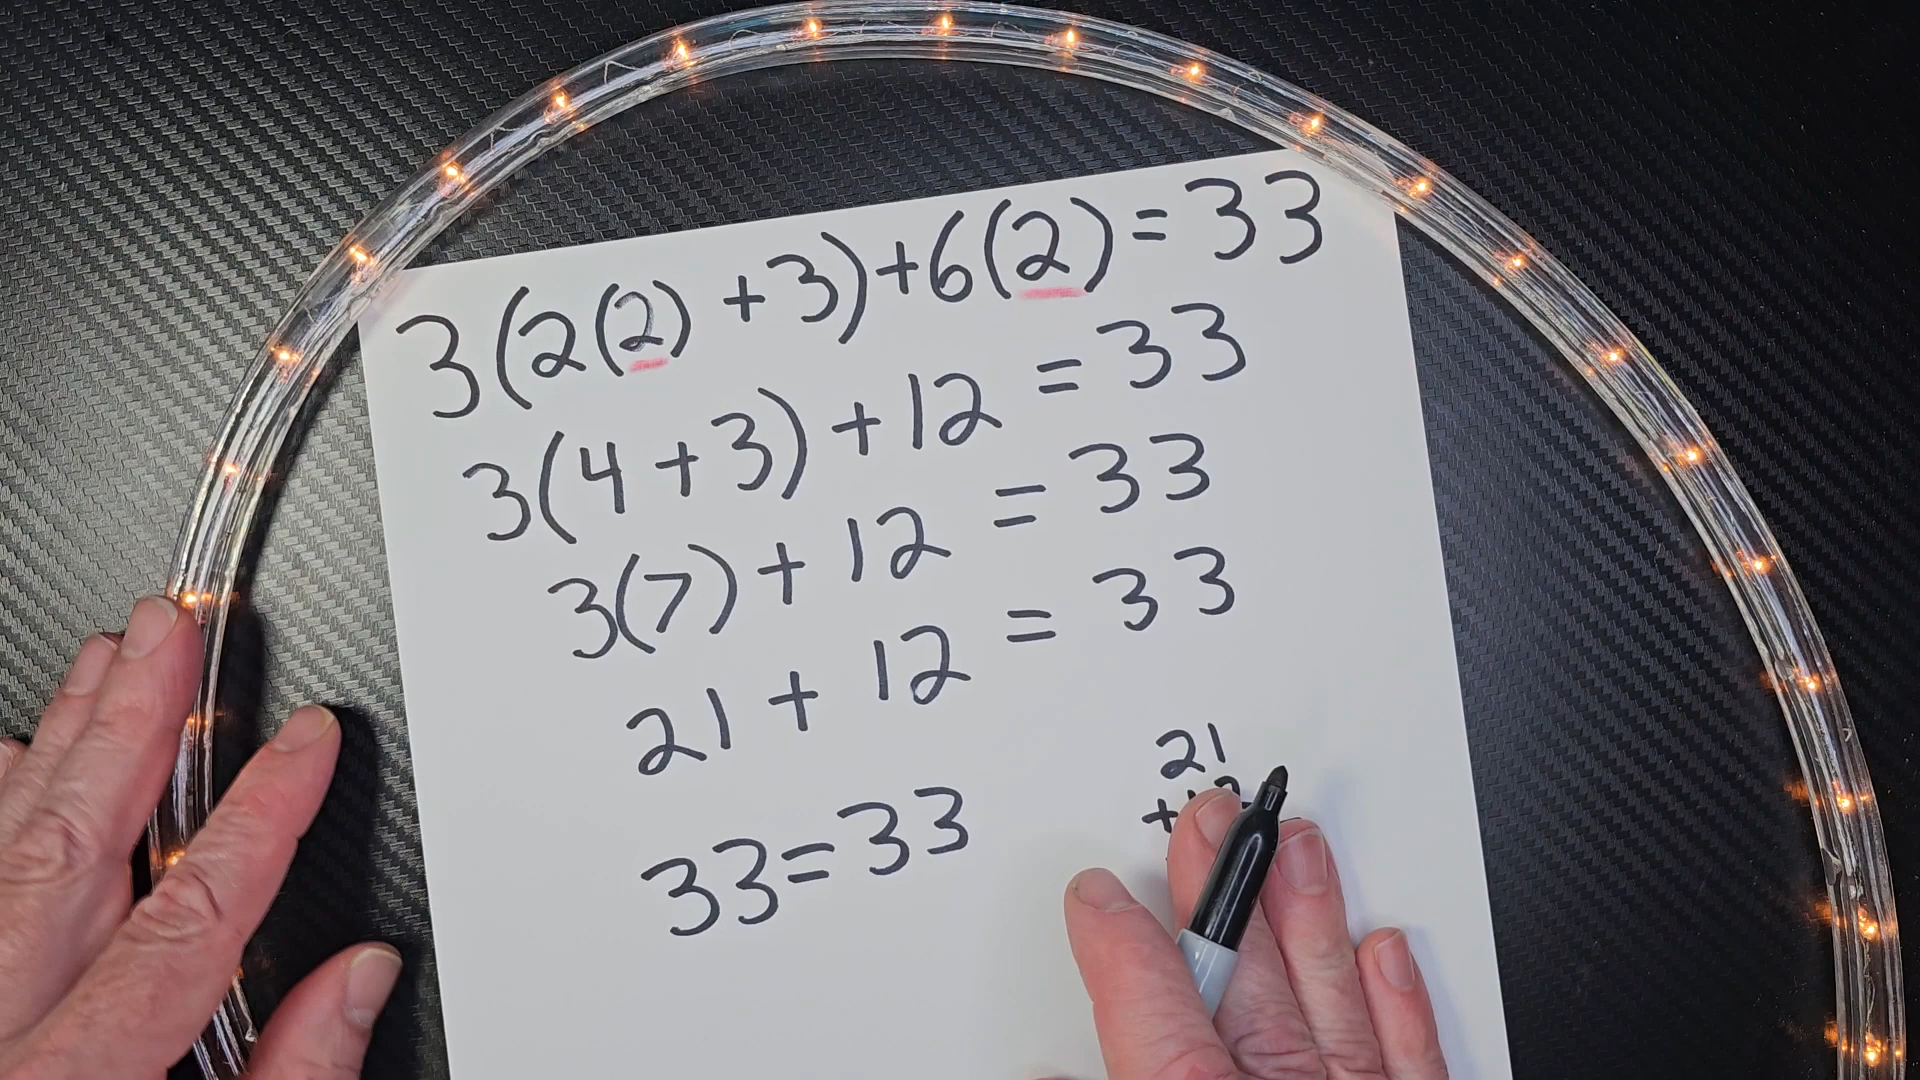 3(2(2) +3)+6(2)=33
3(4+3)+12 = 33
3(7)+12 = 33
21 + 12 = 33
21
33=33